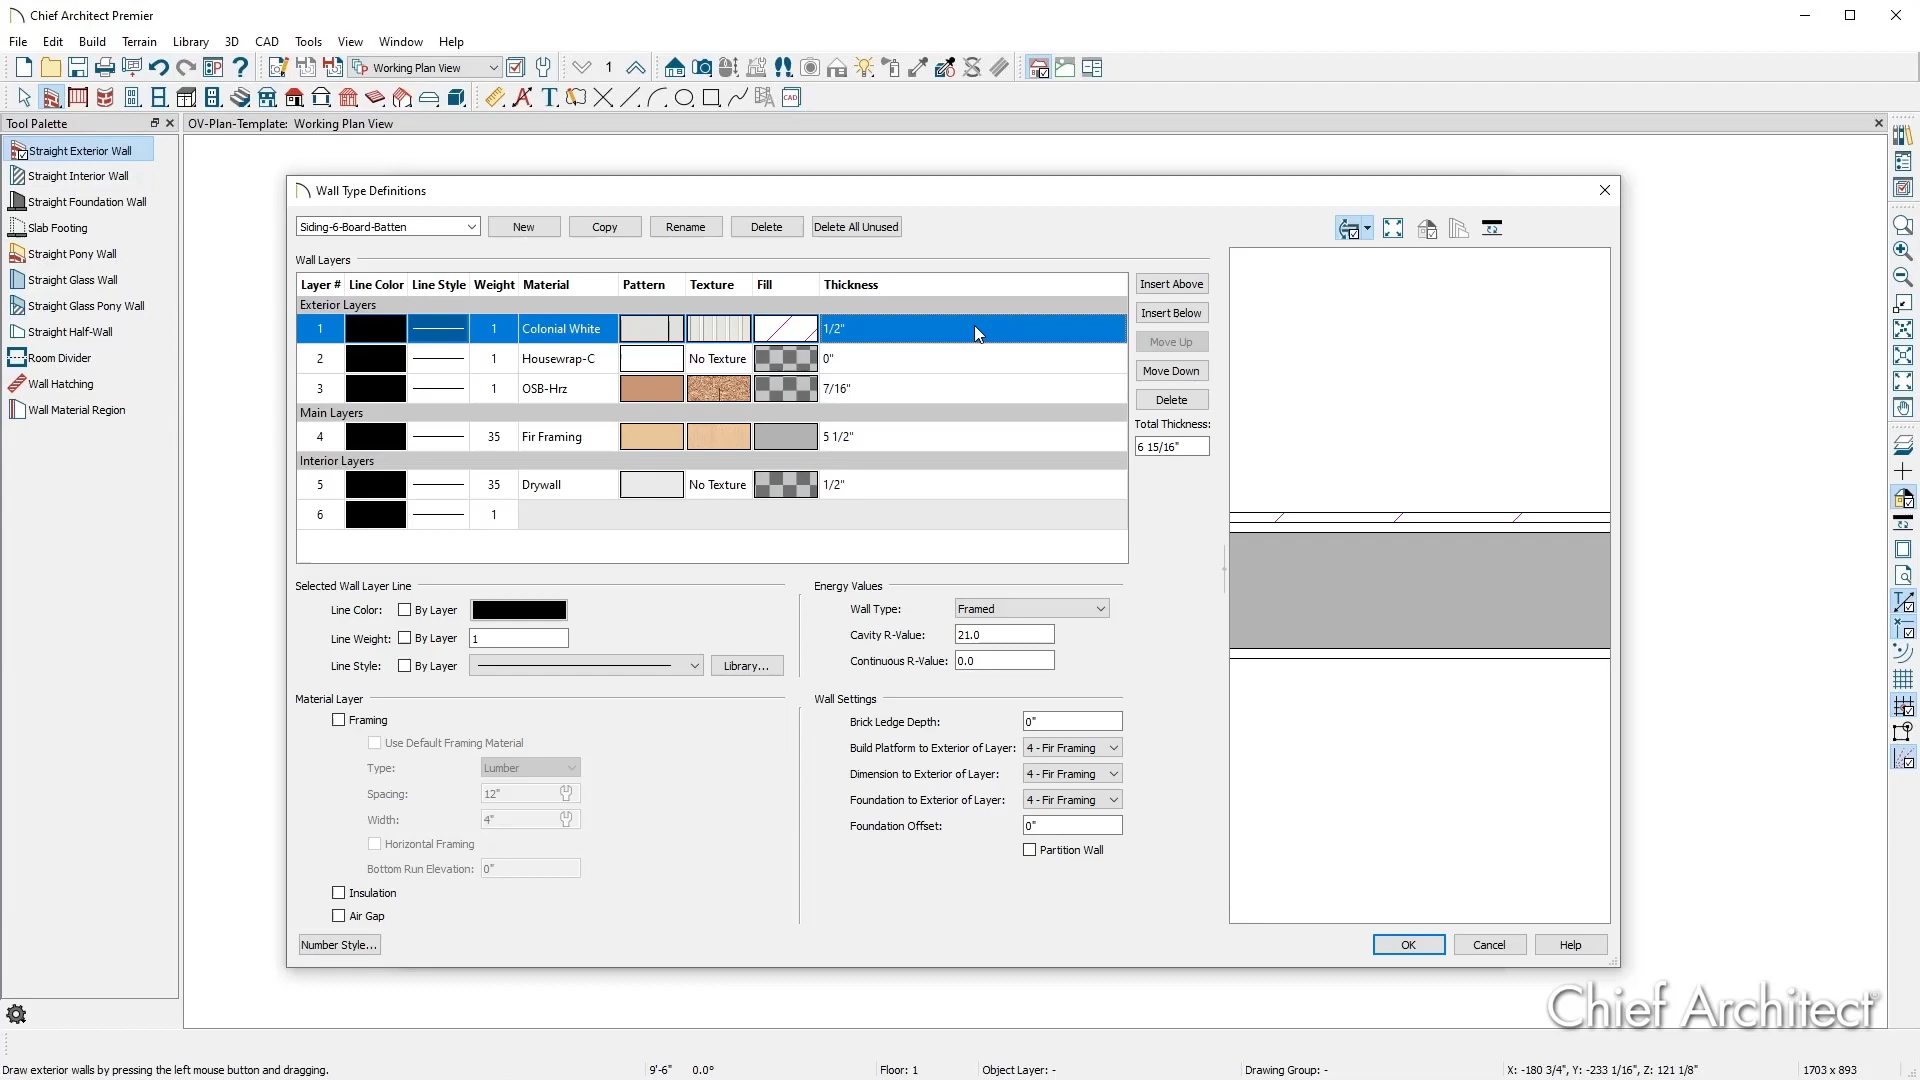 Chief Architect Premier
File Edit Build Terrain Library 3D CAD Tools View Window Help
Working Plan View 1
CAD
Tool Palette
OV-Plan-Template: Working Plan View
Straight Exterior Wall
Straight Interior Wall
Straight Foundation Wall
Slab Footing
Straight Pony Wall
Straight Glass Wall
Straight Glass Pony Wall
Straight Half-Wall
Room Divider
Wall Hatching
Wall Material Region
Wall Type Definitions
Siding-6-Board-Batten New Copy Rename Delete Delete All Unused
Wall Layers
Layer # Line Color Line Style Weight Material Pattern Texture Fill Thickness
Exterior Layers
1 1 Colonial White 1/2"
2 1 Housewrap-C No Texture 0"
3 1 OSB-Hrz 7/16"
Main Layers
4 35 Fir Framing 5 1/2"
Interior Layers
5 35 Drywall No Texture 1/2"
6 1
Insert Above
Insert Below
Move Up
Move Down
Delete
Total Thickness:
6 15/16"
Selected Wall Layer Line
Line Color: By Layer
Line Weight: By Layer 1
Line Style: By Layer Library...
Material Layer
Framing
Use Default Framing Material
Type: Lumber
Spacing: 12"
Width: 4"
Horizontal Framing
Bottom Run Elevation: 0"
Insulation
Air Gap
Number Style...
Energy Values
Wall Type: Framed
Cavity R-Value: 21.0
Continuous R-Value: 0.0
Wall Settings
Brick Ledge Depth: 0"
Build Platform to Exterior of Layer: 4 - Fir Framing
Dimension to Exterior of Layer: 4 - Fir Framing
Foundation to Exterior of Layer: 4 - Fir Framing
Foundation Offset: 0"
Partition Wall
OK Cancel Help
Chief Architect®
Draw exterior walls by pressing the left mouse button and dragging. 9'-6" 0.0° Floor: 1 Object Layer: - Drawing Group: - X: -180 3/4", Y: -233 1/16", Z: 121 1/8" 1703 x 893